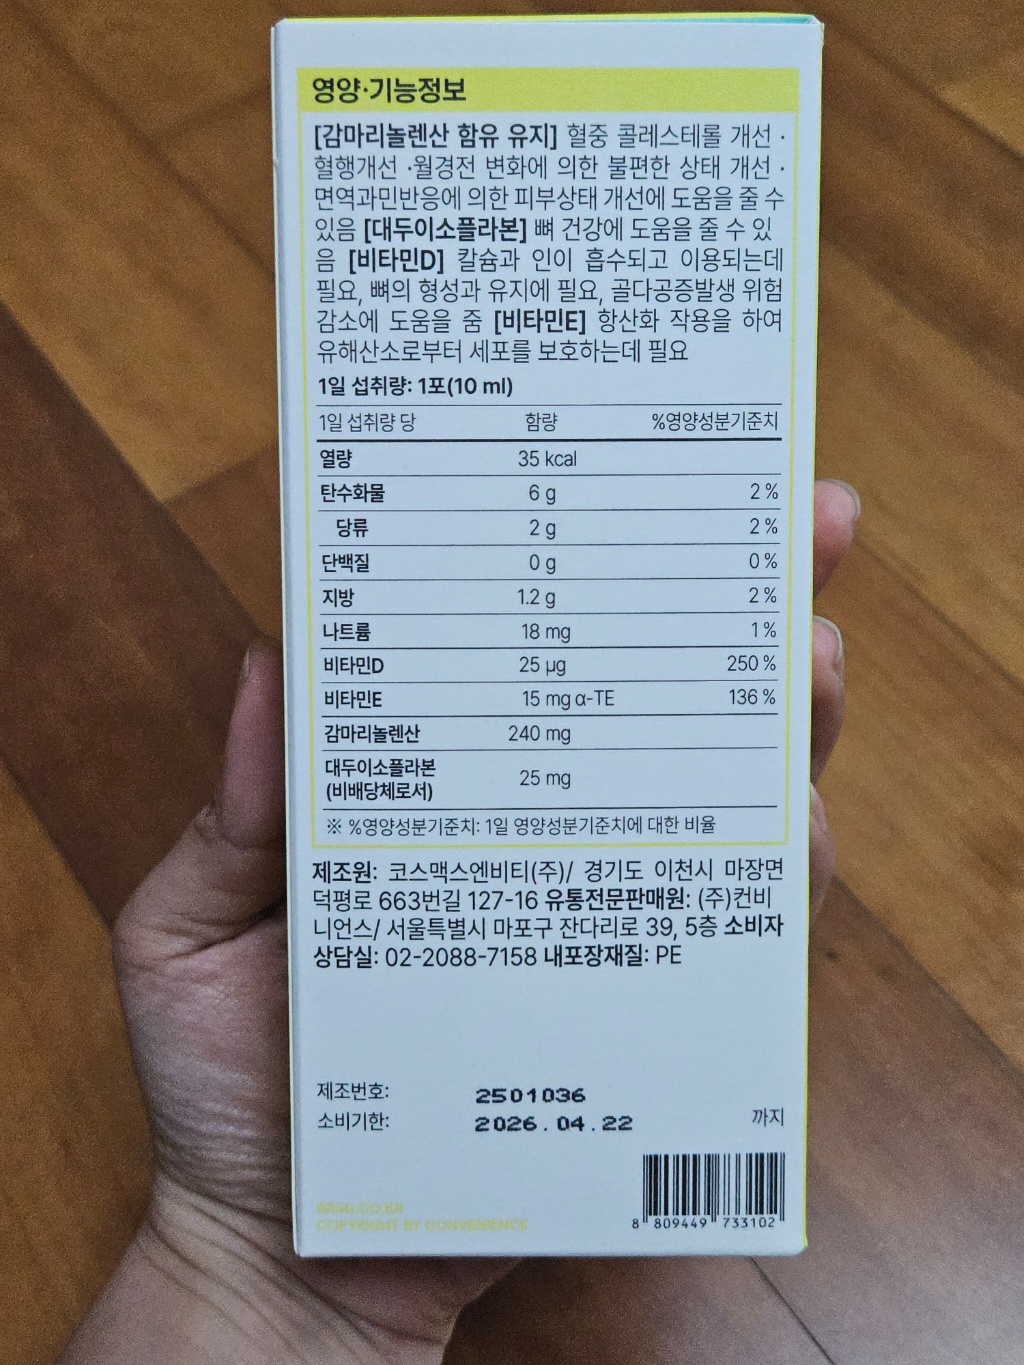 영양·기능정보
[감마리놀렌산 함유 유지] 혈중 콜레스테롤 개선 ·
혈행개선 ·월경전 변화에 의한 불편한 상태 개선 ·
면역과민반응에 의한 피부상태 개선에 도움을 줄 수
있음 [대두이소플라본] 뼈 건강에 도움을 줄 수 있
음 [비타민D] 칼슘과 인이 흡수되고 이용되는데
필요, 뼈의 형성과 유지에 필요, 골다공증발생 위험
감소에 도움을 줌 [비타민E] 항산화 작용을 하여
유해산소로부터 세포를 보호하는데 필요
1일 섭취량: 1포(10 ml)
1일 섭취량 당 함량 %영양성분기준치
열량 35 kcal
탄수화물 6 g 2 %
당류 2 g 2 %
단백질 0 g 0 %
지방 1.2 g 2 %
나트륨 18 mg 1 %
비타민D 25 µg 250 %
비타민E 15 mg α-TE 136 %
감마리놀렌산 240 mg
대두이소플라본
(비배당체로서) 25 mg
※ %영양성분기준치: 1일 영양성분기준치에 대한 비율
제조원: 코스맥스엔비티(주)/ 경기도 이천시 마장면
덕평로 663번길 127-16 유통전문판매원: (주)컨비
니언스/ 서울특별시 마포구 잔다리로 39, 5층 소비자
상담실: 02-2088-7158 내포장재질: PE
제조번호: 2501036
소비기한: 2026.04.22 까지
COPYRIGHT BY CONVENIENCE
8 809449 733102